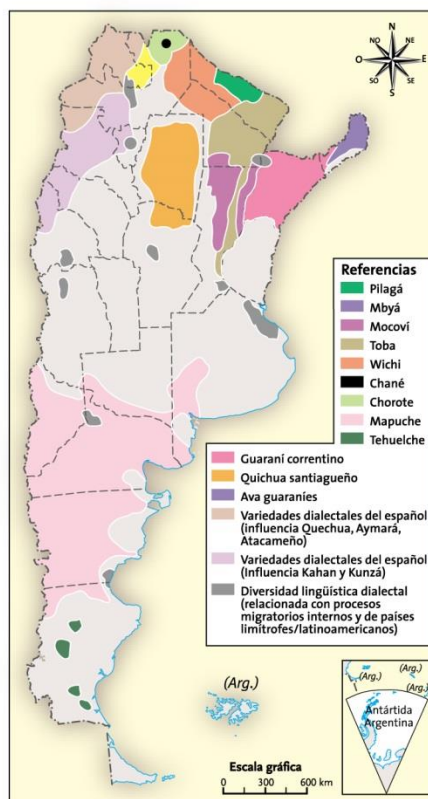 N
NO
NE
O
E
SO
SE
S
Referencias
Pilagá
Mbyá
Mocoví
Toba
Wichi
Chané
Chorote
Mapuche
Tehuelche
Guaraní correntino
Quichua santiagueño
Ava guaraníes
Variedades dialectales del español
(influencia Quechua, Aymará,
Atacameño)
Variedades dialectales del español
(Influencia Kahan y Kunzá)
Diversidad lingüística dialectal
(relacionada con procesos
migratorios internos y de países
limítrofes/latinoamericanos)
(Arg.)
Escala gráfica
0 300 600 km
(Arg.)
(Arg.)
(Arg.)
Antártida
Argentina